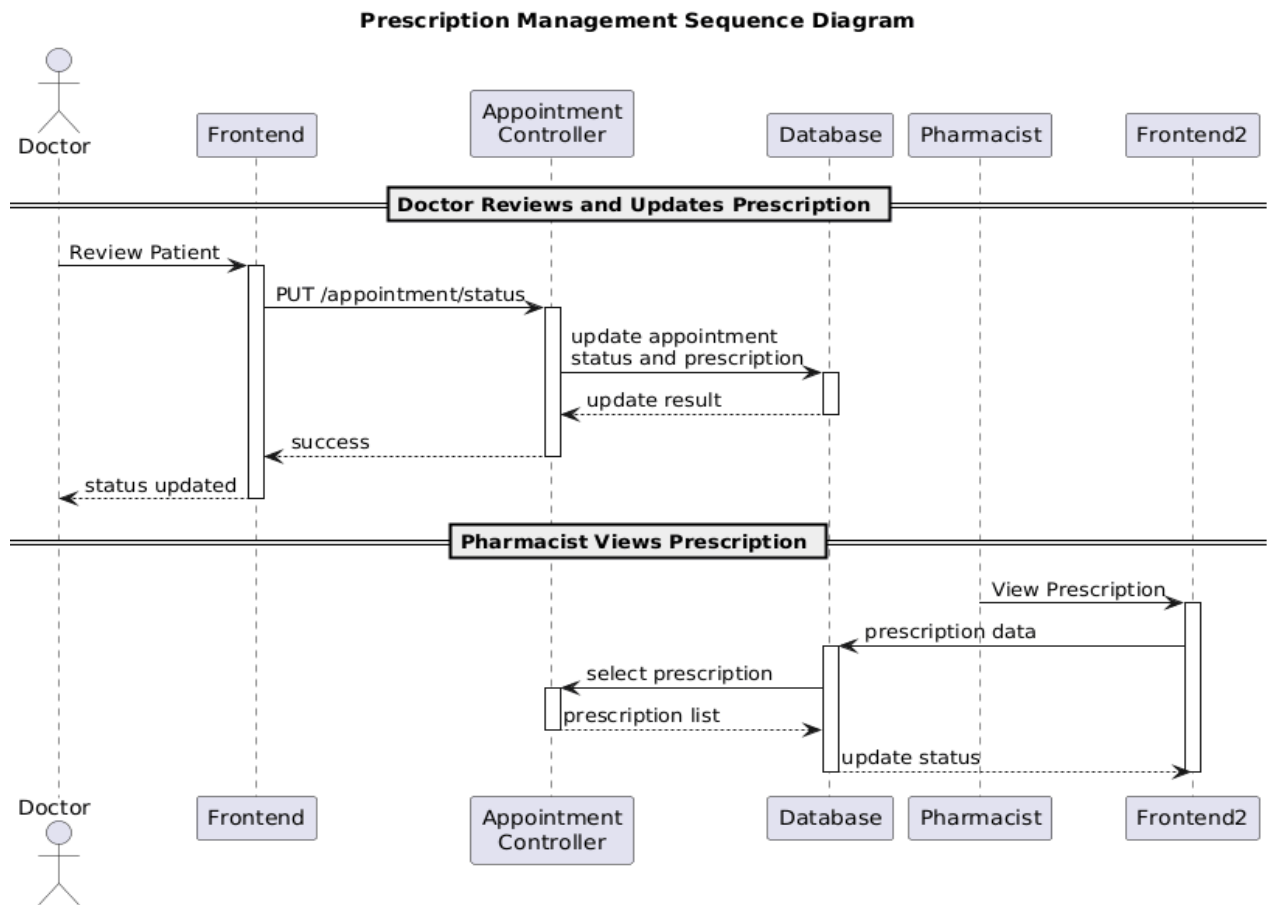 Prescription Management Sequence Diagram
Doctor
Frontend
Appointment
Controller
Database
Pharmacist
Frontend2
Doctor Reviews and Updates Prescription
Review Patient
PUT /appointment/status
update appointment
status and prescription
update result
success
status updated
Pharmacist Views Prescription
View Prescription
prescription data
select prescription
prescription list
update status
Doctor
Frontend
Appointment
Controller
Database
Pharmacist
Frontend2